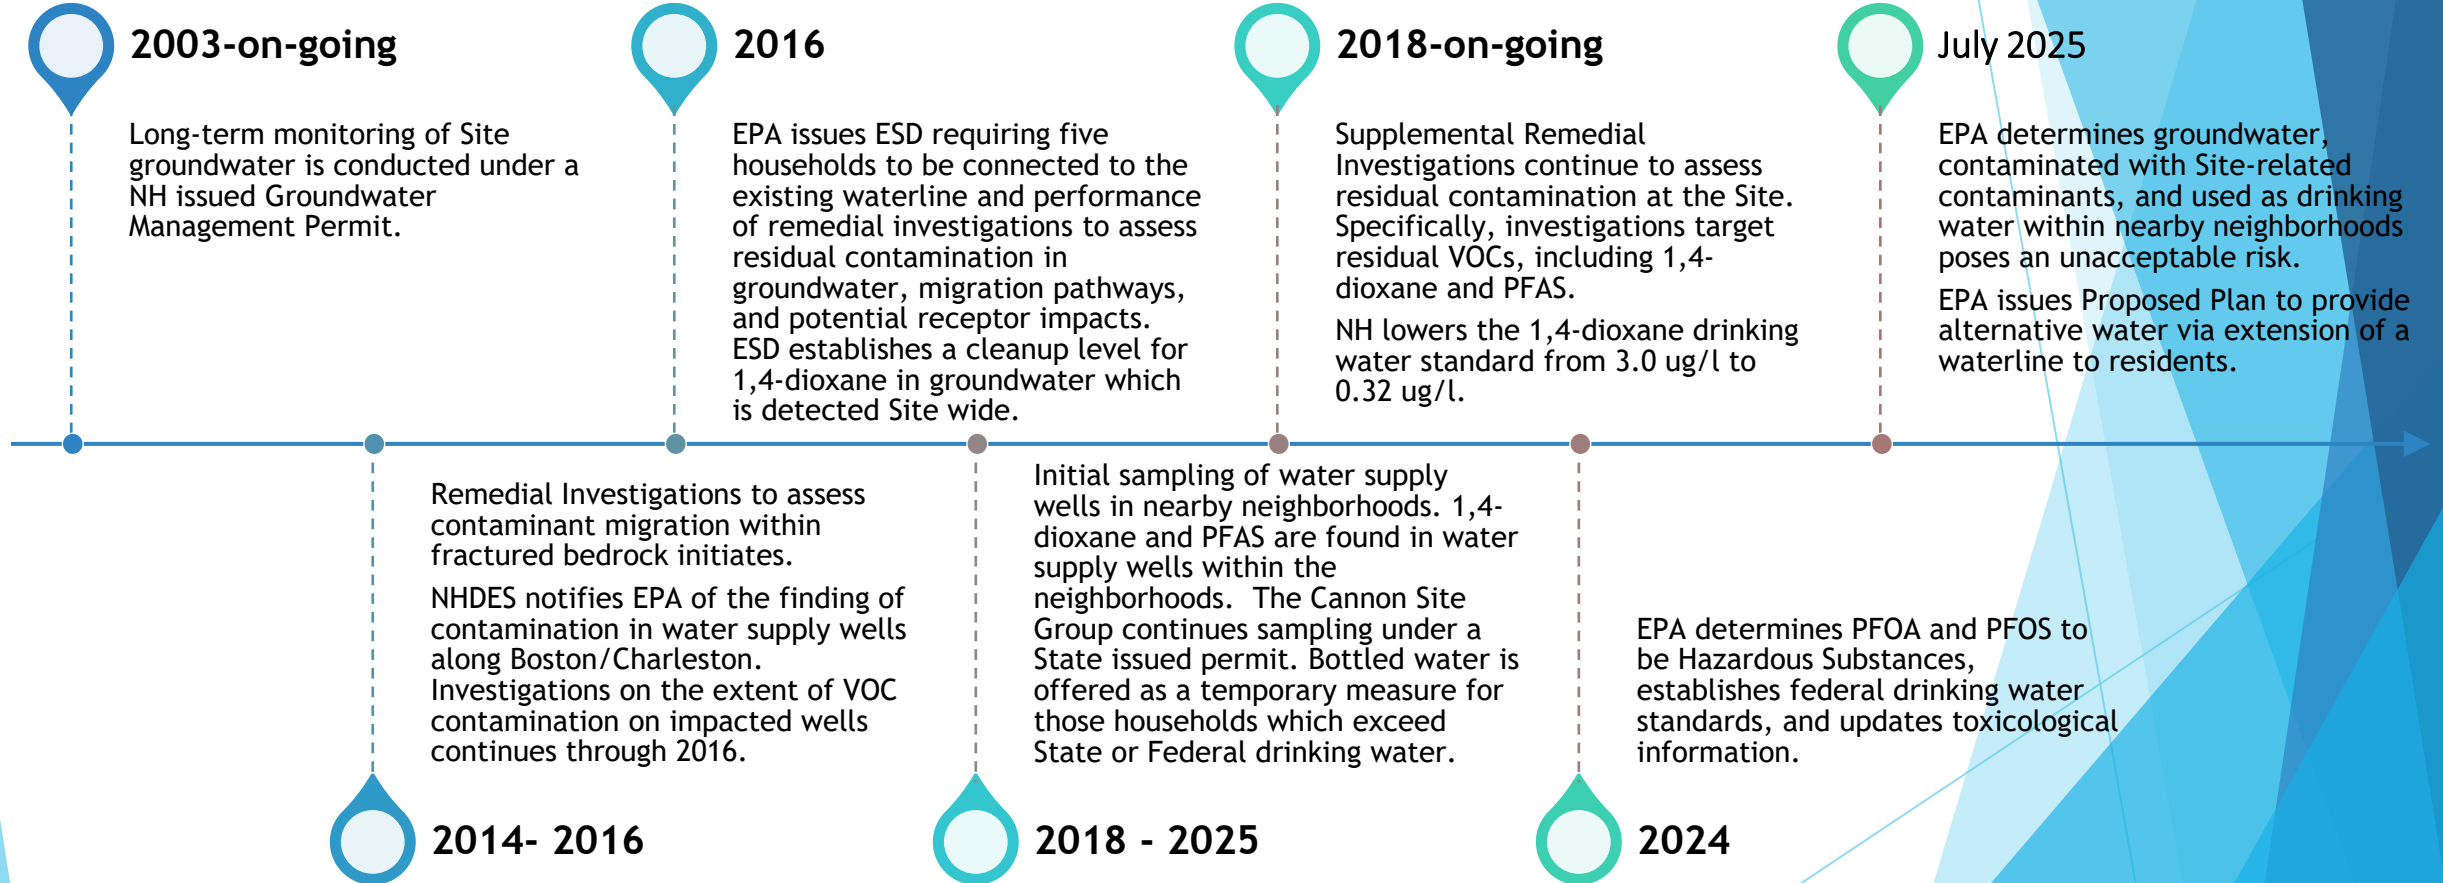 2003-on-going
Long-term monitoring of Site
groundwater is conducted under a
NH issued Groundwater
Management Permit.
2014- 2016
Remedial Investigations to assess
contaminant migration within
fractured bedrock initiates.
NHDES notifies EPA of the finding of
contamination in water supply wells
along Boston/Charleston.
Investigations on the extent of VOC
contamination on impacted wells
continues through 2016.
2016
EPA issues ESD requiring five
households to be connected to the
existing waterline and performance
of remedial investigations to assess
residual contamination in
groundwater, migration pathways,
and potential receptor impacts.
ESD establishes a cleanup level for
1,4-dioxane in groundwater which
is detected Site wide.
2018 - 2025
Initial sampling of water supply
wells in nearby neighborhoods. 1,4-
dioxane and PFAS are found in water
supply wells within the
neighborhoods.  The Cannon Site
Group continues sampling under a
State issued permit. Bottled water is
offered as a temporary measure for
those households which exceed
State or Federal drinking water.
2018-on-going
Supplemental Remedial
Investigations continue to assess
residual contamination at the Site.
Specifically, investigations target
residual VOCs, including 1,4-
dioxane and PFAS.
NH lowers the 1,4-dioxane drinking
water standard from 3.0 ug/l to
0.32 ug/l.
2024
EPA determines PFOA and PFOS to
be Hazardous Substances,
establishes federal drinking water
standards, and updates toxicological
information.
July 2025
EPA determines groundwater,
contaminated with Site-related
contaminants, and used as drinking
water within nearby neighborhoods
poses an unacceptable risk.
EPA issues Proposed Plan to provide
alternative water via extension of a
waterline to residents.